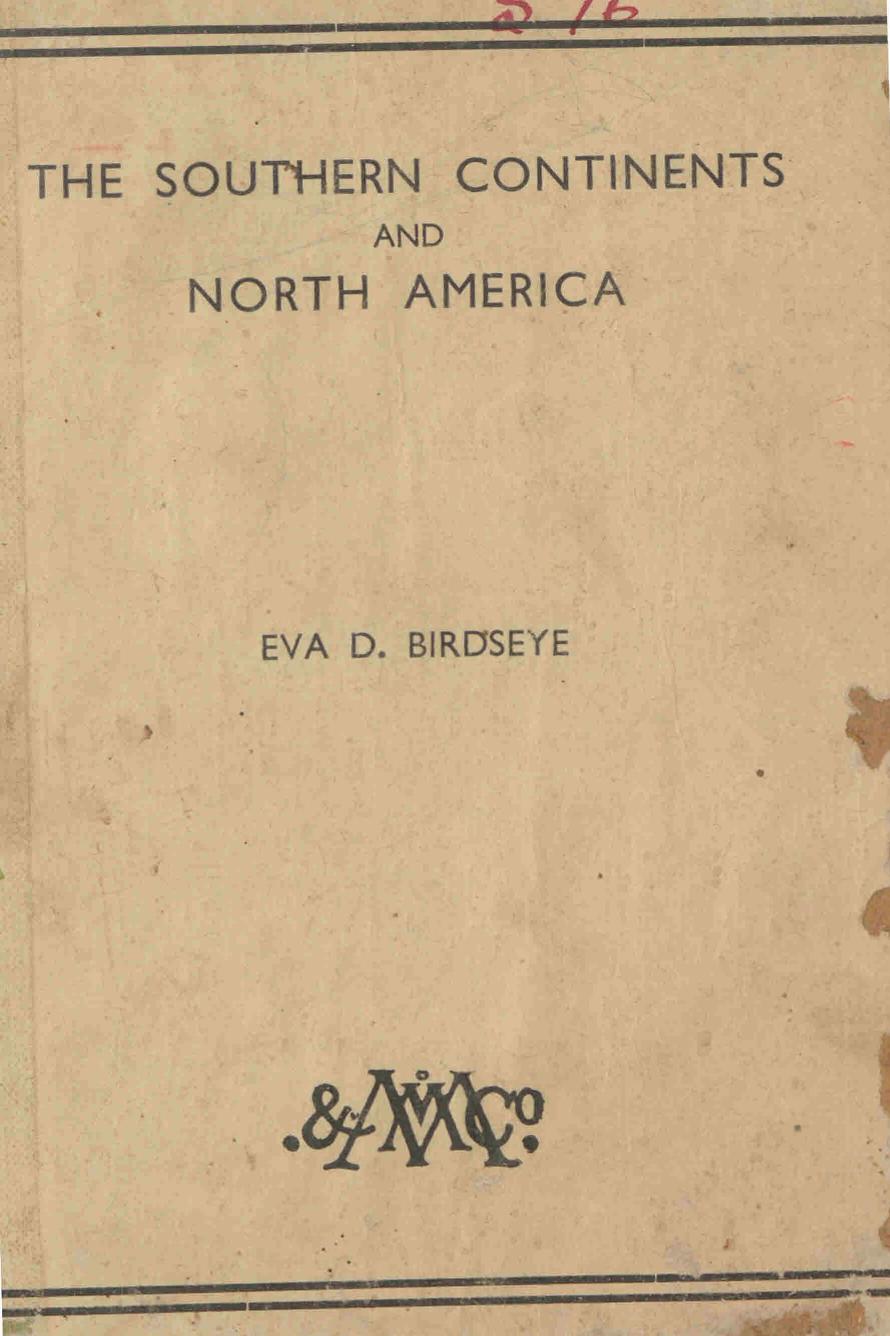 THE SOUTHERN CONTINENTS
AND
NORTH AMERICA
EVA D. BIRDSEYE